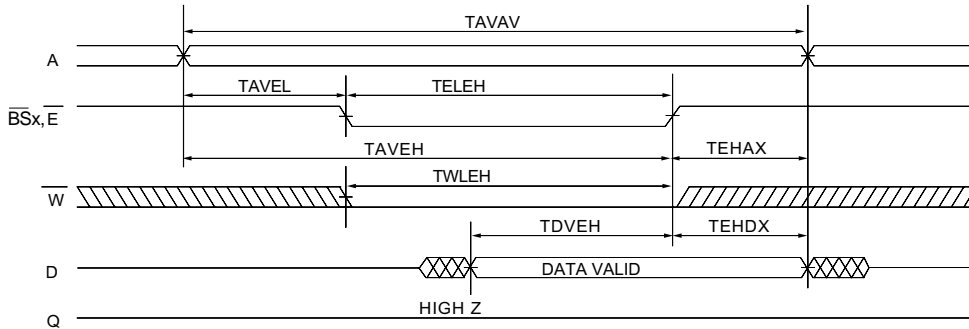 TAVAV
A
TAVEL TELEH
BSx, E
TAVEH TEHAX
TWLEH
W
TDVEH TEHDX
D DATA VALID
HIGH Z
Q